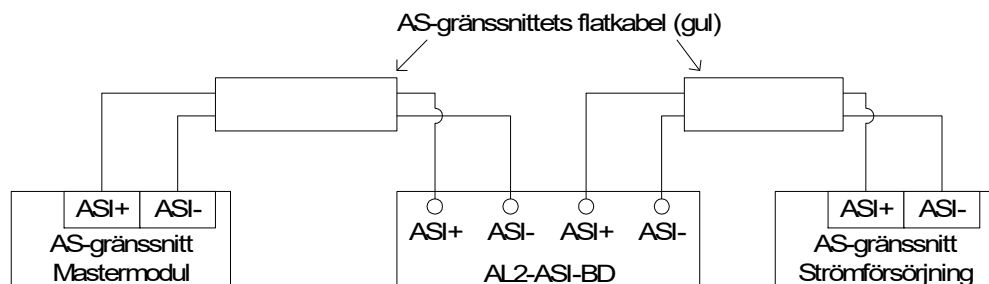 AS-gränssnittets flatkabel (gul)
ASI+ ASI-
AS-gränssnitt
Mastermodul
ASI+ ASI- ASI+ ASI-
AL2-ASI-BD
ASI+ ASI-
AS-gränssnitt
Strömförsörjning